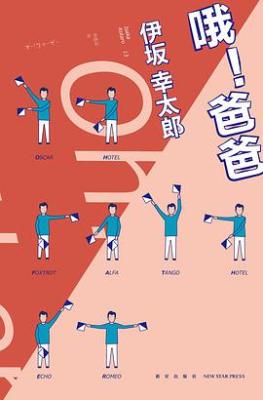 哦！爸爸
伊坂 幸太郎
Oh!
OSCAR HOTEL
FOXTROT ALFA TANGO HOTEL
ECHO ROMEO
新星出版社 NEW STAR PRESS